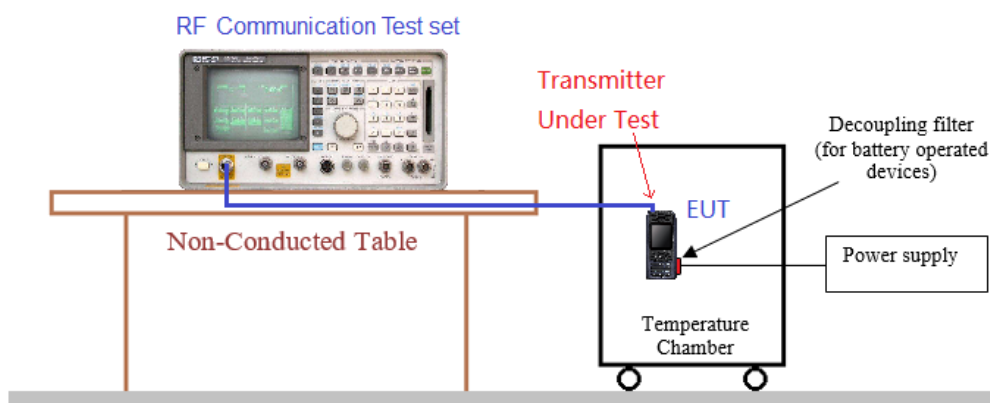 RF Communication Test set
Transmitter
Under Test
Decoupling filter
(for battery operated
devices)
EUT
Non-Conducted Table
Power supply
Temperature
Chamber